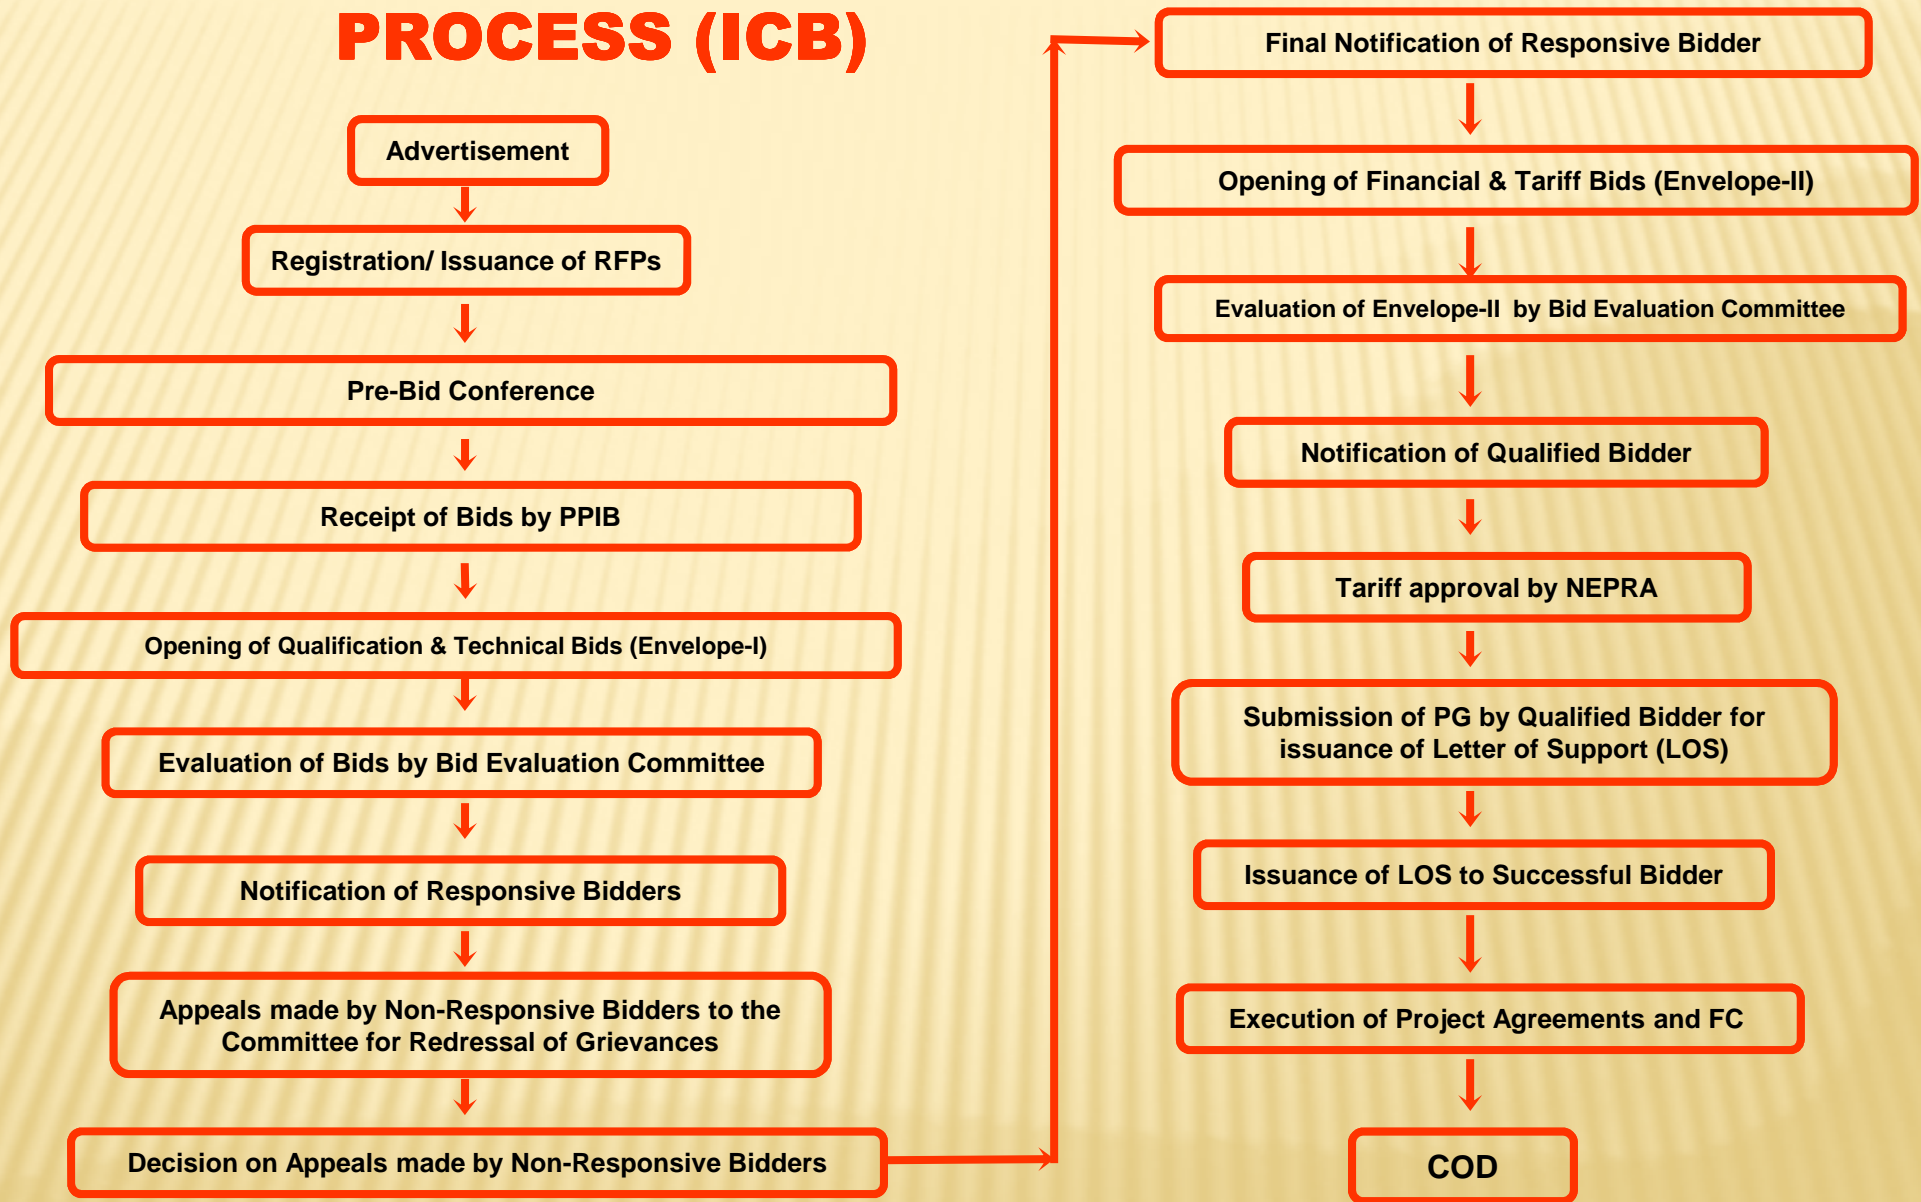 PROCESS (ICB)
Advertisement
Registration/ Issuance of RFPs
Pre-Bid Conference
Receipt of Bids by PPIB
Opening of Qualification & Technical Bids (Envelope-I)
Evaluation of Bids by Bid Evaluation Committee
Notification of Responsive Bidders
Appeals made by Non-Responsive Bidders to the
Committee for Redressal of Grievances
Decision on Appeals made by Non-Responsive Bidders
Final Notification of Responsive Bidder
Opening of Financial & Tariff Bids (Envelope-II)
Evaluation of Envelope-II by Bid Evaluation Committee
Notification of Qualified Bidder
Tariff approval by NEPRA
Submission of PG by Qualified Bidder for
issuance of Letter of Support (LOS)
Issuance of LOS to Successful Bidder
Execution of Project Agreements and FC
COD